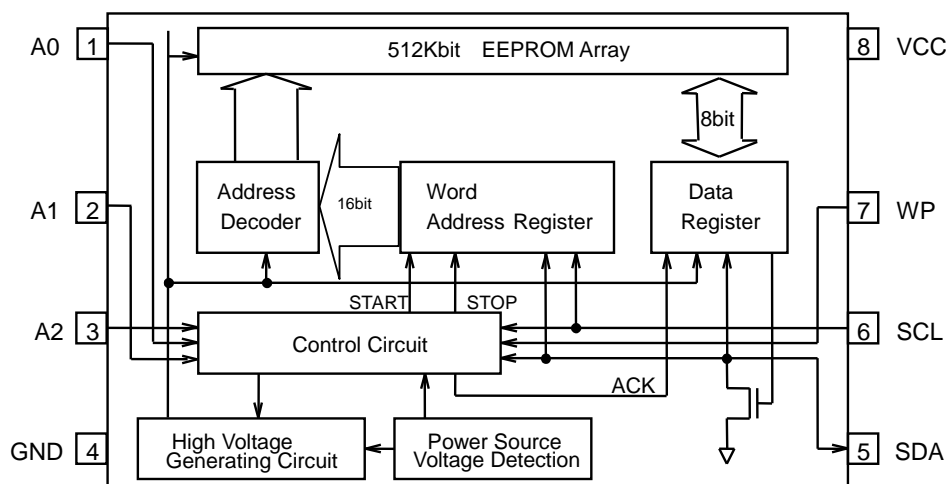 A0 1 512Kbit EEPROM Array 8 VCC
8bit
A1 2 Address Decoder 16bit Word Address Register Data Register 7 WP
START STOP
A2 3 Control Circuit 6 SCL
ACK
GND 4 High Voltage Generating Circuit Power Source Voltage Detection 5 SDA